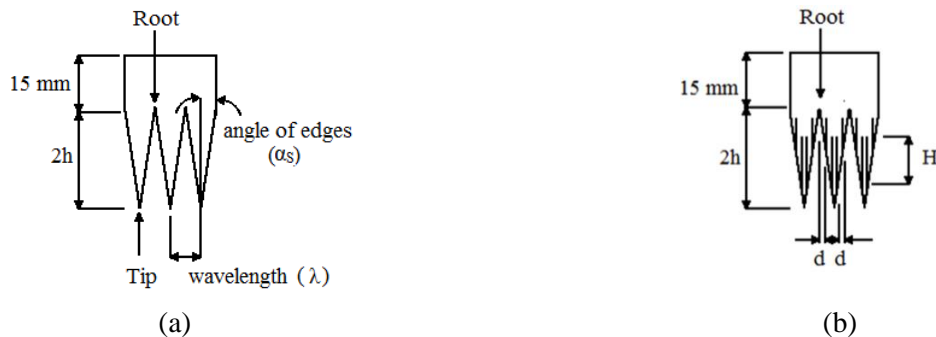 Root
15 mm
angle of edges
(αs)
2h
Tip
wavelength (λ)
(a)
Root
15 mm
2h
H
d d
(b)